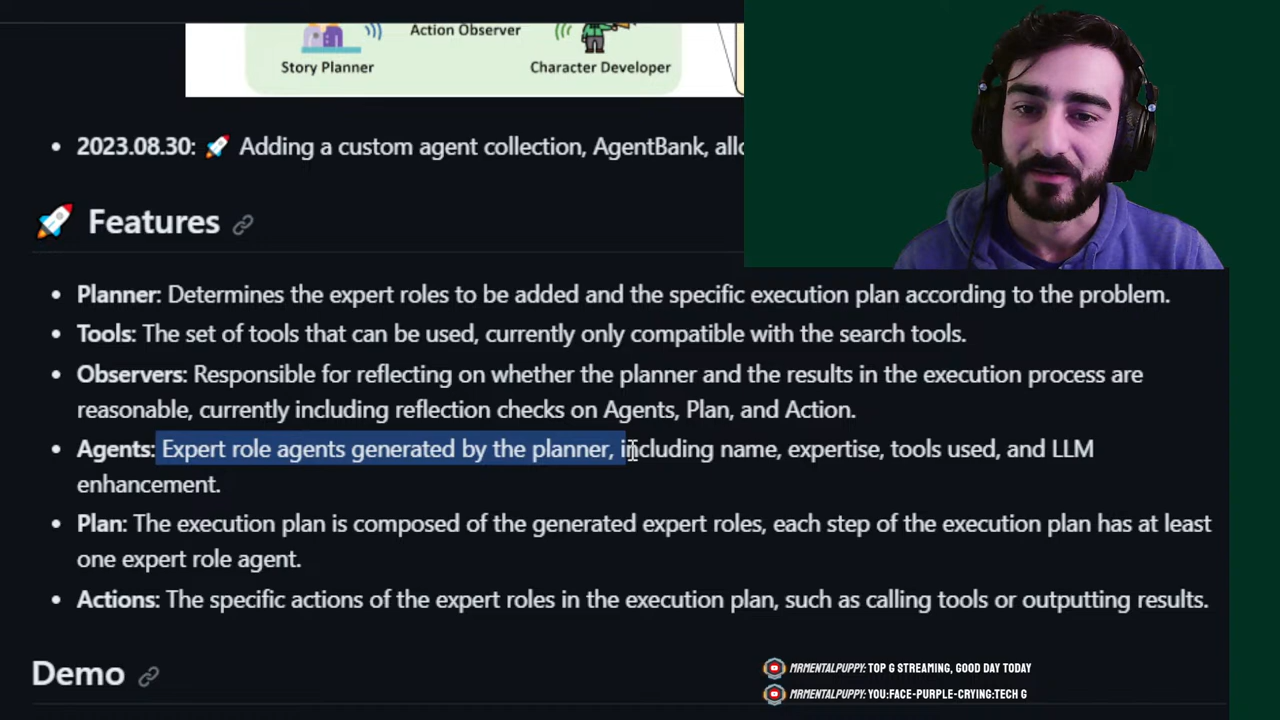 Action Observer
Story Planner
Character Developer
2023.08.30: 🚀 Adding a custom agent collection, AgentBank,
🚀 Features
Planner: Determines the expert roles to be added and the specific execution plan according to the problem.
Tools: The set of tools that can be used, currently only compatible with the search tools.
Observers: Responsible for reflecting on whether the planner and the results in the execution process are
reasonable, currently including reflection checks on Agents, Plan, and Action.
Agents: Expert role agents generated by the planner, including name, expertise, tools used, and LLM
enhancement.
Plan: The execution plan is composed of the generated expert roles, each step of the execution plan has at least
one expert role agent.
Actions: The specific actions of the expert roles in the execution plan, such as calling tools or outputting results.
Demo
MRMENTALPUPPY: TOP G STREAMING, GOOD DAY TODAY
MRMENTALPUPPY: YOU:FACE-PURPLE-CRYING:TECH G